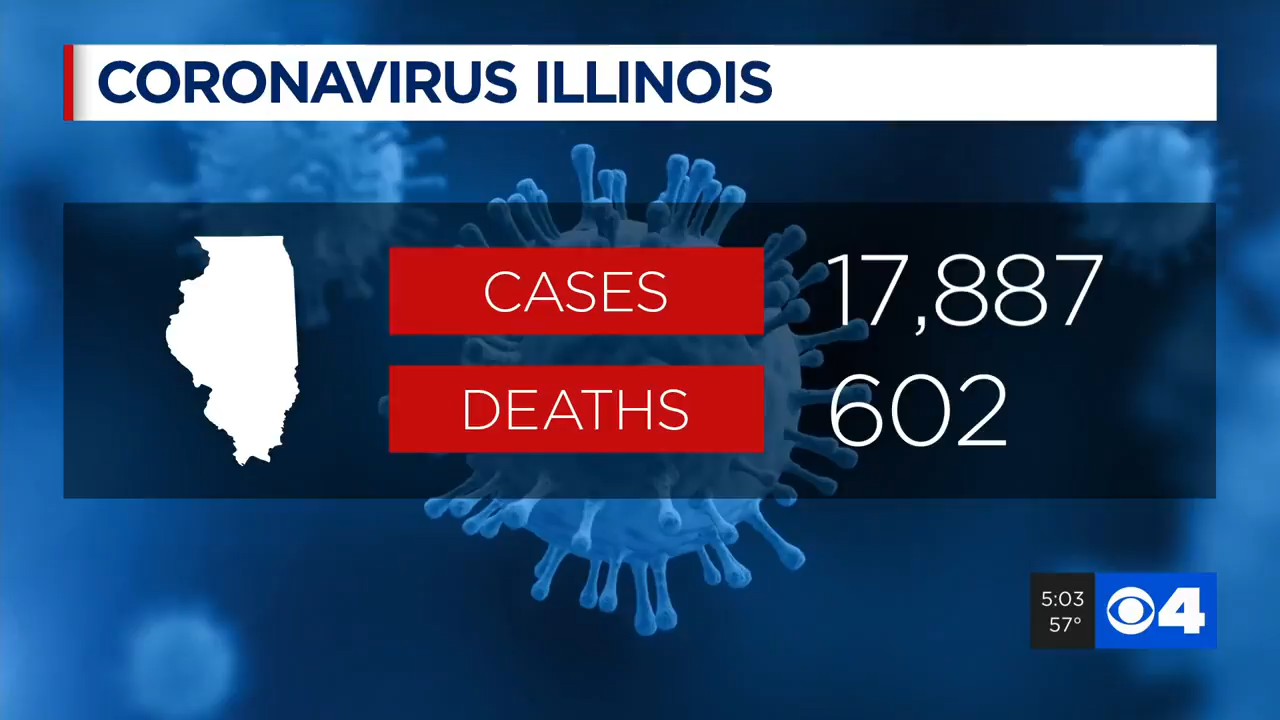 CORONAVIRUS ILLINOIS
CASES 17,887
DEATHS 602
5:03
57°
4